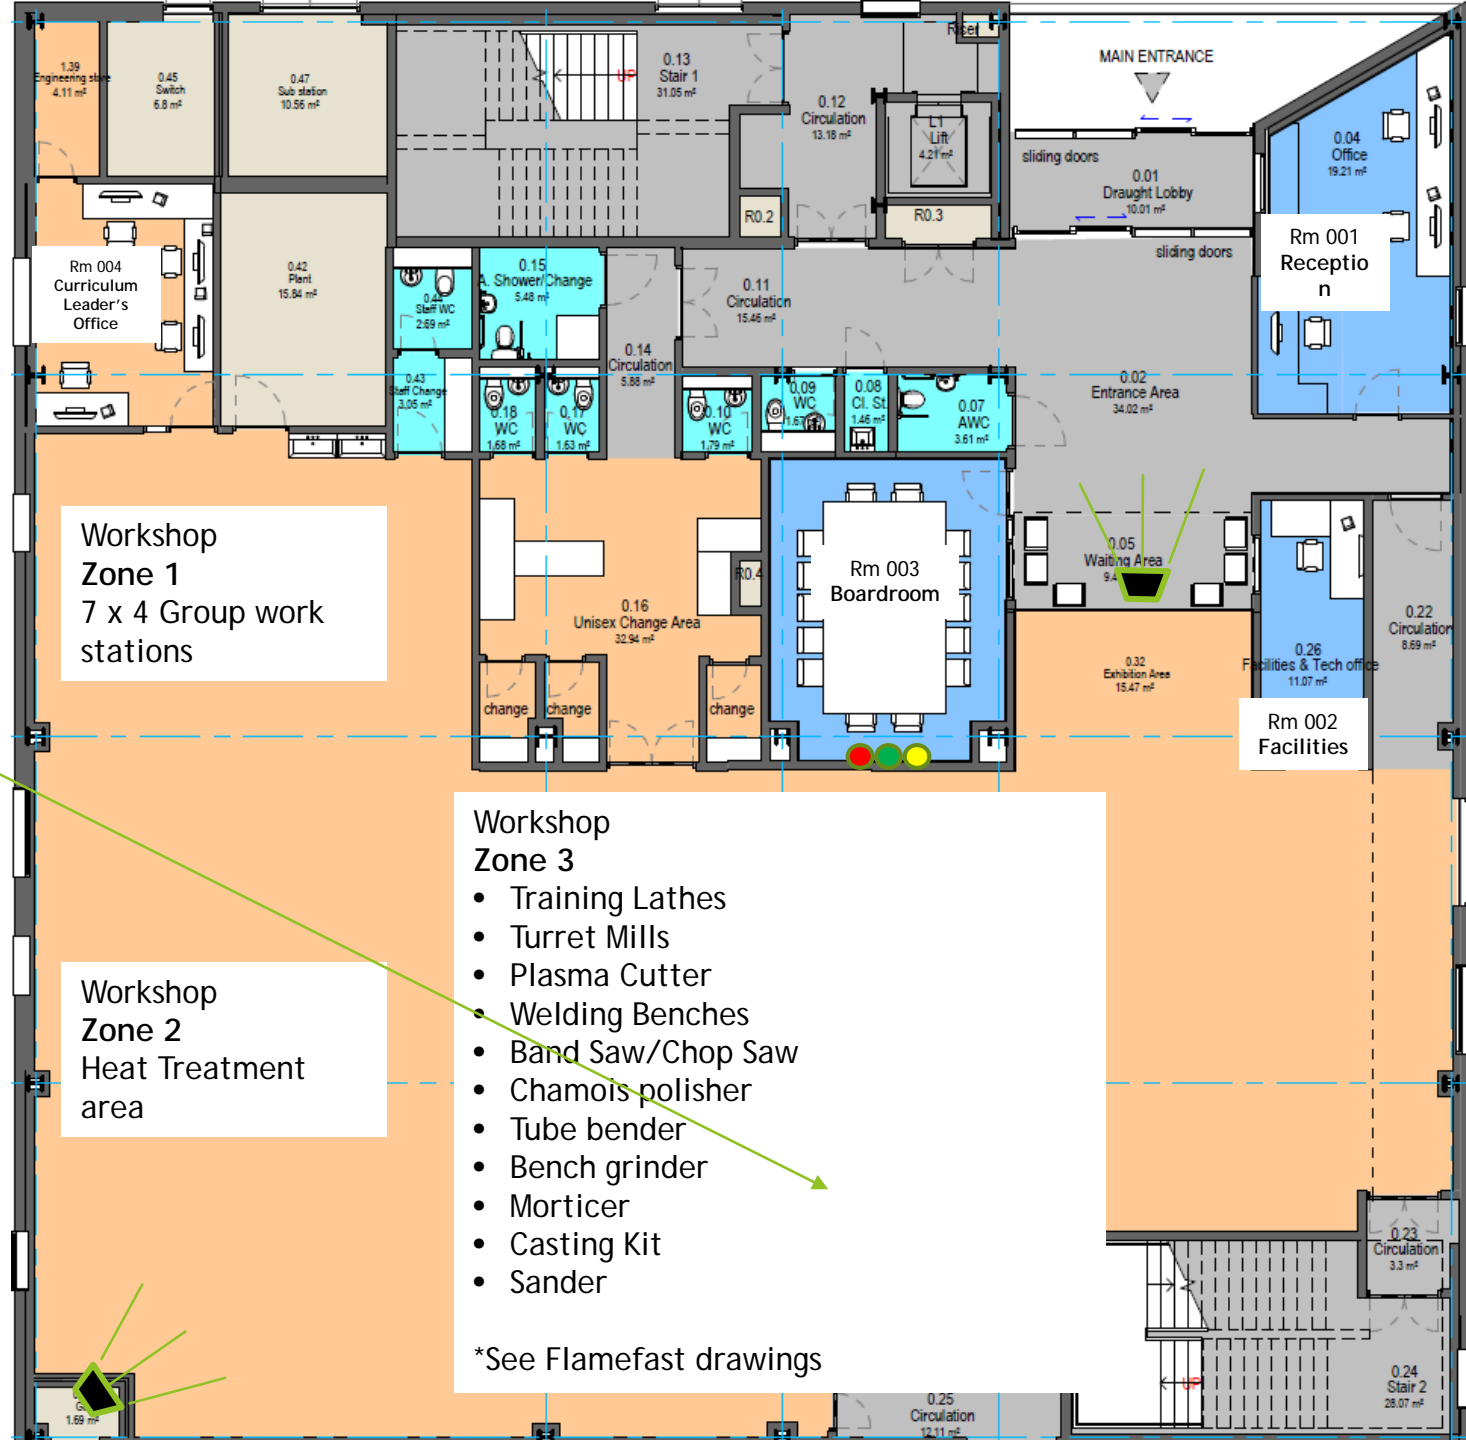 1.39
Engineering store
4.11 m²
0.45
Switch
6.8 m²
0.47
Sub station
10.56 m²
UP
0.13
Stair 1
31.05 m²
0.12
Circulation
13.18 m²
Riser
L1
Lift
4.21 m²
MAIN ENTRANCE
sliding doors
0.01
Draught Lobby
10.01 m²
sliding doors
0.04
Office
19.21 m²
Rm 001
Receptio
n
R0.2
R0.3
Rm 004
Curriculum
Leader's
Office
0.42
Plant
15.84 m²
0.44
Staff WC
2.69 m²
0.15
A. Shower/Change
5.48 m²
0.11
Circulation
15.46 m²
0.14
Circulation
5.88 m²
0.43
Staff Change
3.05 m²
0.18
WC
1.68 m²
0.17
WC
1.63 m²
0.10
WC
1.79 m²
0.09
WC
1.67
0.08
Cl. St.
1.46 m²
0.07
AWC
3.61 m²
0.02
Entrance Area
34.02 m²
Workshop
Zone 1
7 x 4 Group work
stations
R0.4
0.16
Unisex Change Area
32.94 m²
change
change
change
Rm 003
Boardroom
0.05
Waiting Area
0.32
Exhibition Area
15.47 m²
0.26
Facilities & Tech office
11.07 m²
Rm 002
Facilities
0.22
Circulation
8.69 m²
Workshop
Zone 2
Heat Treatment
area
Workshop
Zone 3
• Training Lathes
• Turret Mills
• Plasma Cutter
• Welding Benches
• Band Saw/Chop Saw
• Chamois polisher
• Tube bender
• Bench grinder
• Morticer
• Casting Kit
• Sander
*See Flamefast drawings
0.23
Circulation
3.3 m²
UP
0.24
Stair 2
28.07 m²
0.25
Circulation
12.11 m²
1.69 m²